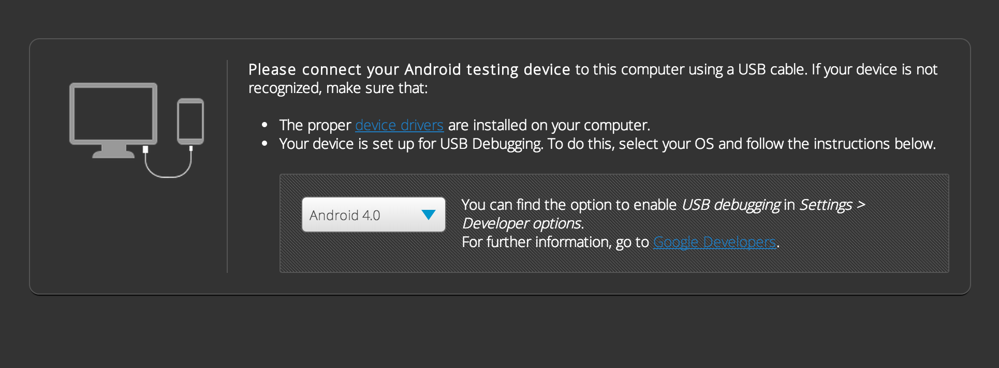 Please connect your Android testing device to this computer using a USB cable. If your device is not
recognized, make sure that:
• The proper device drivers are installed on your computer.
• Your device is set up for USB Debugging. To do this, select your OS and follow the instructions below.
Android 4.0
You can find the option to enable USB debugging in Settings >
Developer options.
For further information, go to Google Developers.